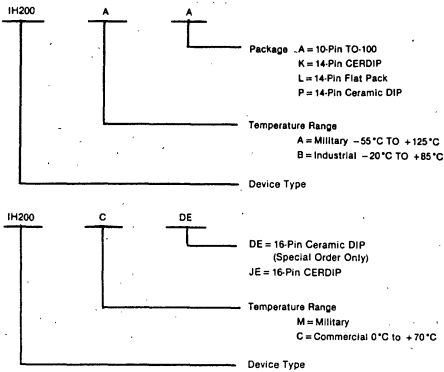 IH200 A A
Package A = 10-Pin TO-100
K = 14-Pin CERDIP
L = 14-Pin Flat Pack
P = 14-Pin Ceramic DIP
Temperature Range
A = Military −55°C TO +125°C
B = Industrial −20°C TO +85°C
Device Type
IH200 C DE
DE = 16-Pin Ceramic DIP
(Special Order Only)
JE = 16-Pin CERDIP
Temperature Range
M = Military
C = Commercial 0°C to +70°C
Device Type